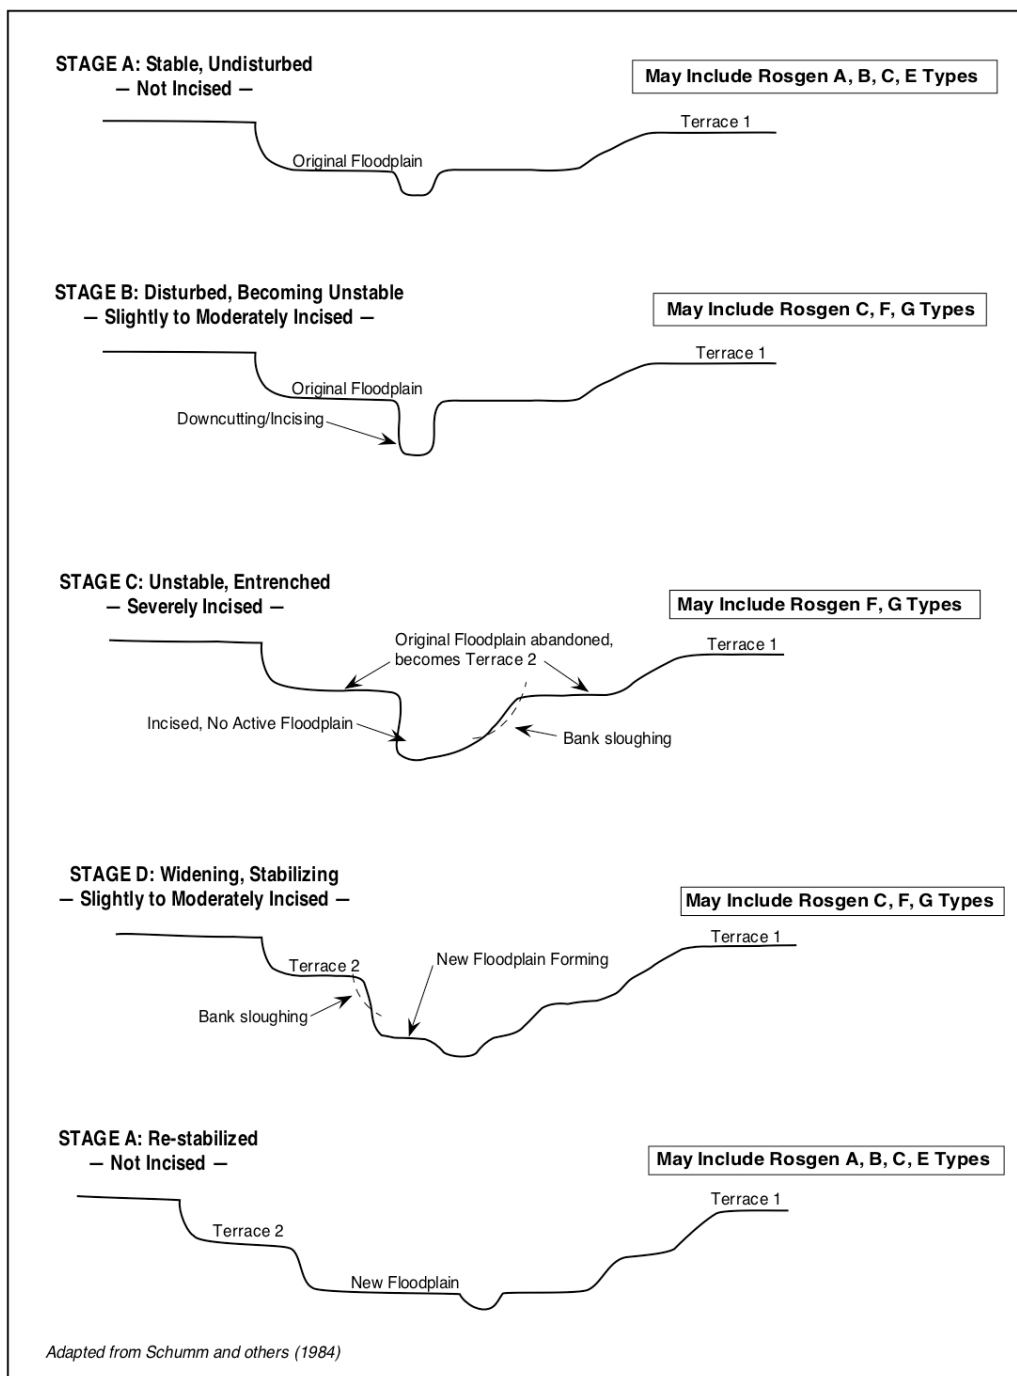 STAGE A: Stable, Undisturbed
— Not Incised —
May Include Rosgen A, B, C, E Types
Terrace 1
Original Floodplain
STAGE B: Disturbed, Becoming Unstable
— Slightly to Moderately Incised —
May Include Rosgen C, F, G Types
Terrace 1
Original Floodplain
Downcutting/Incising
STAGE C: Unstable, Entrenched
— Severely Incised —
May Include Rosgen F, G Types
Original Floodplain abandoned,
becomes Terrace 2
Terrace 1
Incised, No Active Floodplain
Bank sloughing
STAGE D: Widening, Stabilizing
— Slightly to Moderately Incised —
May Include Rosgen C, F, G Types
Terrace 1
Terrace 2
New Floodplain Forming
Bank sloughing
STAGE A: Re-stabilized
— Not Incised —
May Include Rosgen A, B, C, E Types
Terrace 1
Terrace 2
New Floodplain
Adapted from Schumm and others (1984)